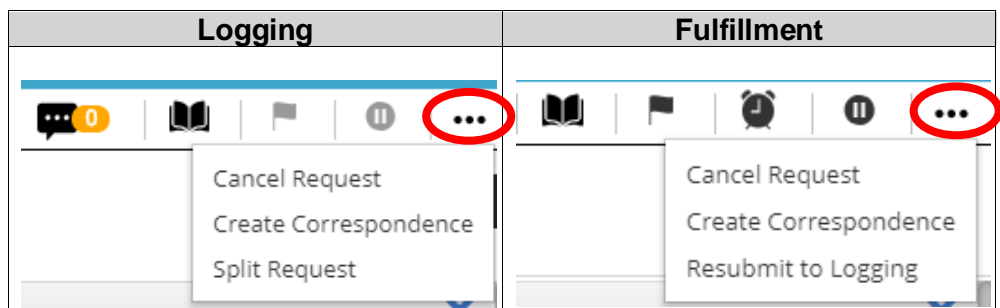 Logging
Fulfillment
0
Cancel Request
Create Correspondence
Split Request
Cancel Request
Create Correspondence
Resubmit to Logging